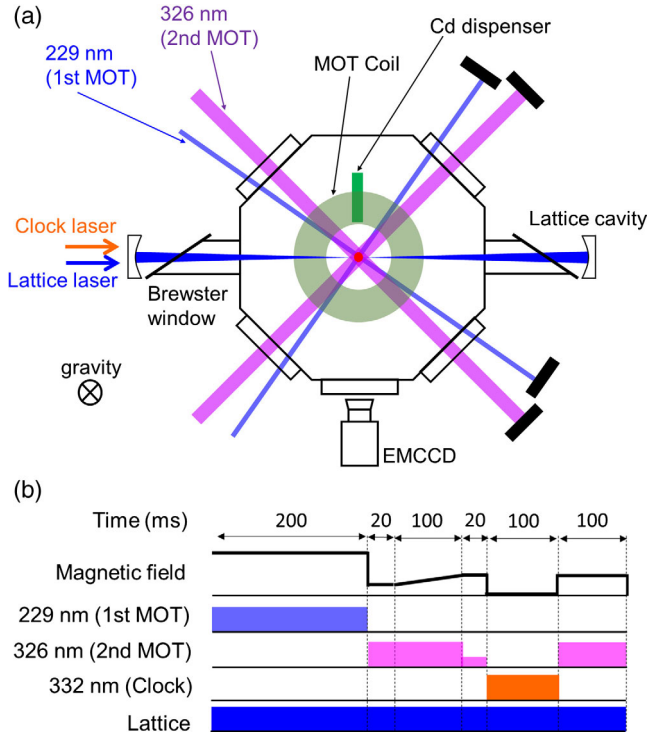 (a)
326 nm
(2nd MOT)
229 nm
(1st MOT)
MOT Coil
Cd dispenser
Clock laser
Lattice laser
Brewster
window
Lattice cavity
gravity
EMCCD
(b)
Time (ms)
200
20
100
20
100
100
Magnetic field
229 nm (1st MOT)
326 nm (2nd MOT)
332 nm (Clock)
Lattice